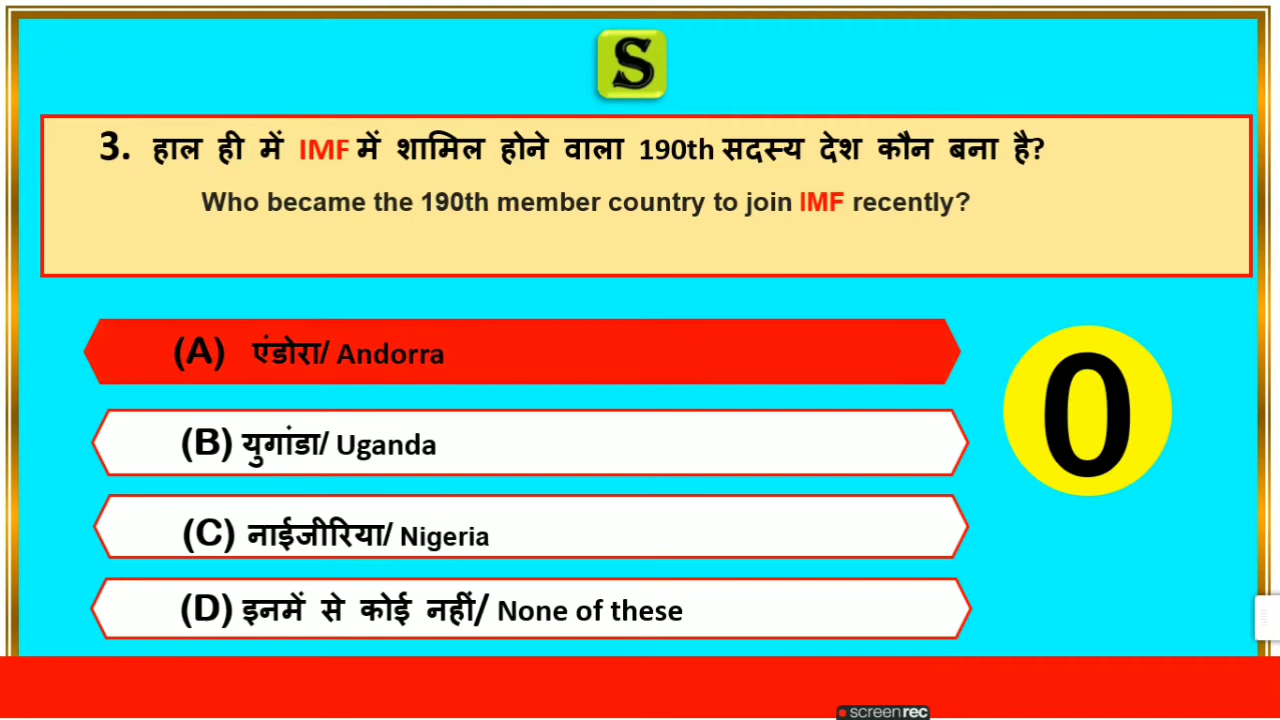 S
3. हाल ही में IMF में शामिल होने वाला 190th सदस्य देश कौन बना है?
Who became the 190th member country to join IMF recently?
(A) एंडोरा/ Andorra
0
(B) युगांडा/ Uganda
(C) नाईजीरिया/ Nigeria
(D) इनमें से कोई नहीं/ None of these
screenrec